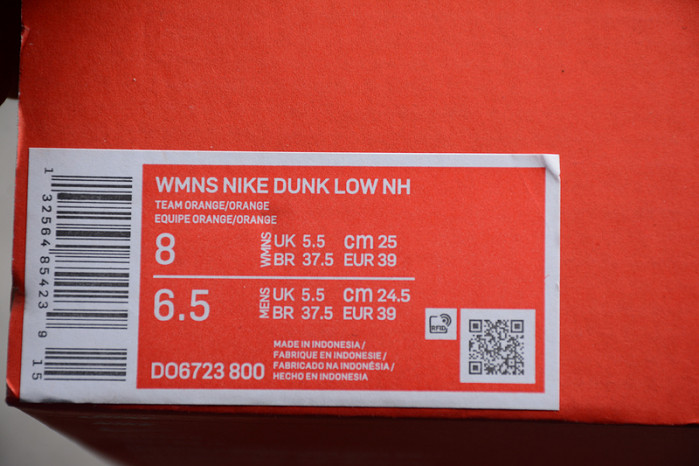 WMNS NIKE DUNK LOW NH
TEAM ORANGE/ORANGE
EQUIPE ORANGE/ORANGE
8 WMNS UK 5.5 cm 25
BR 37.5 EUR 39
6.5 MENS UK 5.5 cm 24.5
BR 37.5 EUR 39
RFID
MADE IN INDONESIA /
FABRIQUE EN INDONESIE/
FABRICADO NA INDONÉSIA /
HECHO EN INDONESIA
DO6723 800
1 32564 85423 9 15